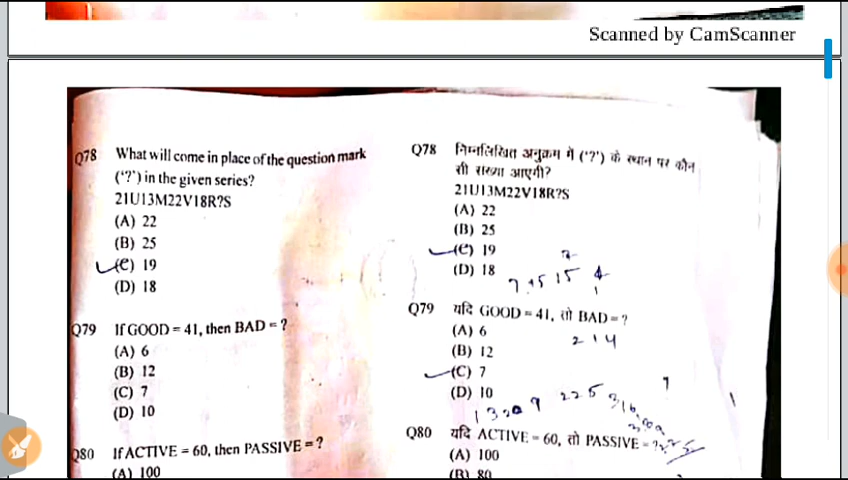 Scanned by CamScanner
Q78 What will come in place of the question mark
('?') in the given series?
21U13M22V18R?S
(A) 22
(B) 25
(C) 19
(D) 18
Q79 If GOOD = 41, then BAD = ?
(A) 6
(B) 12
(C) 7
(D) 10
Q80 If ACTIVE = 60, then PASSIVE = ?
(A) 100
Q78 निम्नलिखित अनुक्रम में ('?') के स्थान पर कौन
सी संख्या आएगी?
21U13M22V18R?S
(A) 22
(B) 25
(C) 19
(D) 18
7 15 15 4
Q79 यदि GOOD = 41, तो BAD = ?
2 1 4
(A) 6
(B) 12
(C) 7
(D) 10
Q80 यदि ACTIVE = 60, तो PASSIVE = ?
(A) 100
(B) 80